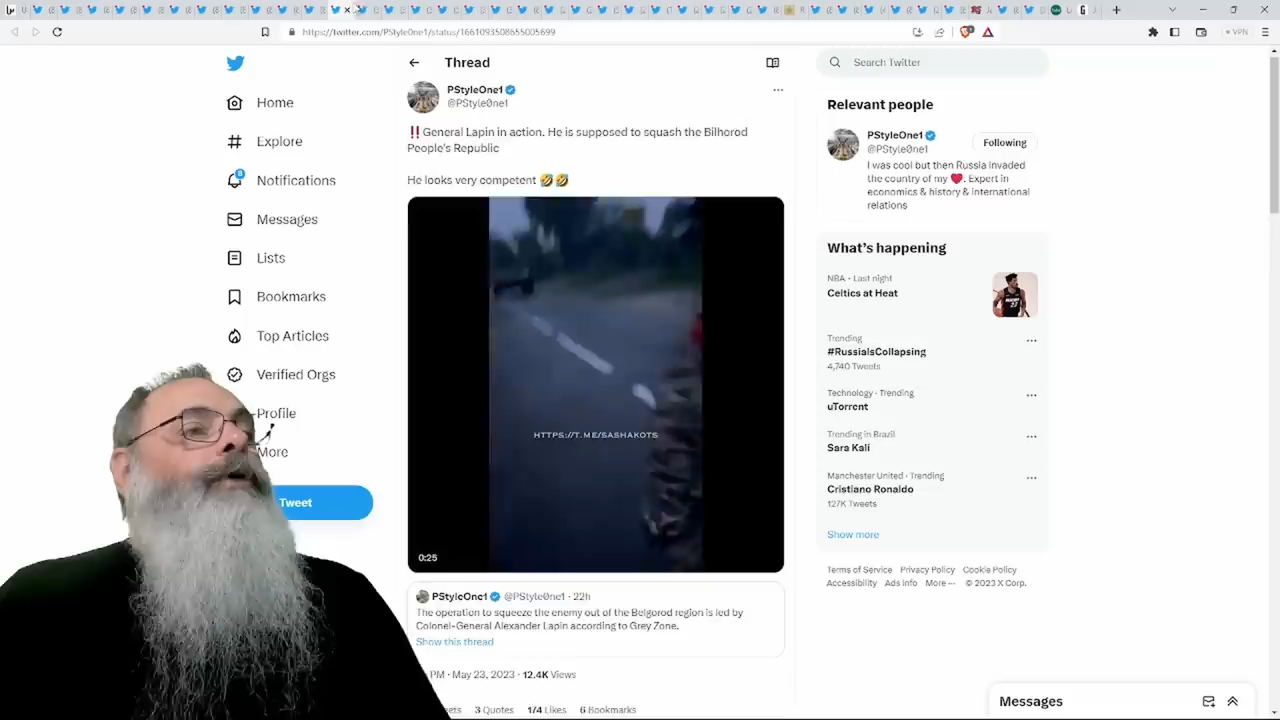 https://twitter.com/PStyle0ne1/status/1661093508655005699
VPN
Home
Explore
8
Notifications
Messages
Lists
Bookmarks
Top Articles
Verified Orgs
Profile
More
Tweet
Thread
PStyleOne1
@PStyle0ne1
‼️General Lapin in action. He is supposed to squash the Bilhorod
People's Republic
He looks very competent 🤣🤣
HTTPS://T.ME/SASHAKOTS
0:25
PStyleOne1 @PStyle0ne1 · 22h
The operation to squeeze the enemy out of the Belgorod region is led by
Colonel-General Alexander Lapin according to Grey Zone.
Show this thread
PM · May 23, 2023 · 12.4K Views
3 Quotes 174 Likes 6 Bookmarks
Search Twitter
Relevant people
PStyleOne1
@PStyle0ne1
Following
I was cool but then Russia invaded
the country of my ❤️. Expert in
economics & history & international
relations
What's happening
NBA · Last night
Celtics at Heat
Trending
#RussiaIsCollapsing
4,740 Tweets
Technology · Trending
uTorrent
Trending in Brazil
Sara Kali
Manchester United · Trending
Cristiano Ronaldo
127K Tweets
Show more
Terms of Service Privacy Policy Cookie Policy
Accessibility Ads Info More ··· © 2023 X Corp.
Messages